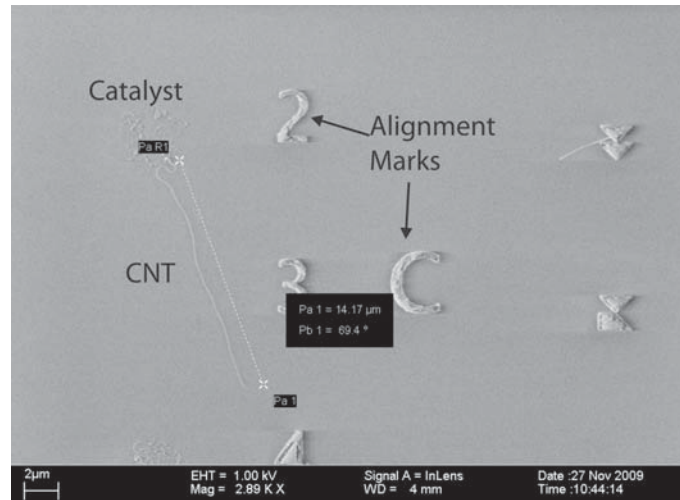 Catalyst
2
Alignment
Marks
Pa R1
CNT
3
C
Pa 1 = 14.17 µm
Pb 1 = 69.4 °
Pa 1
4
2µm
EHT = 1.00 kV
Signal A = InLens
Date :27 Nov 2009
Mag = 2.89 K X
WD = 4 mm
Time :10:44:14